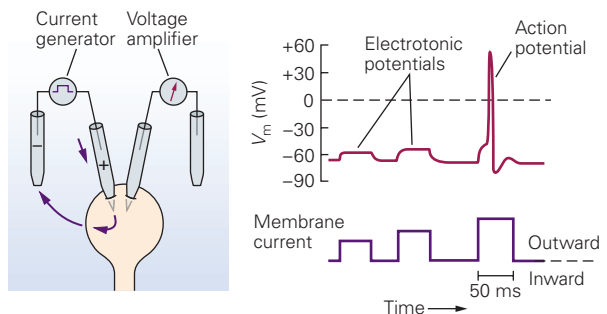 Current
generator
Voltage
amplifier
−
+
+60
+30
0
−30
−60
−90
Vm (mV)
Electrotonic
potentials
Action
potential
Membrane
current
Outward
Inward
50 ms
Time